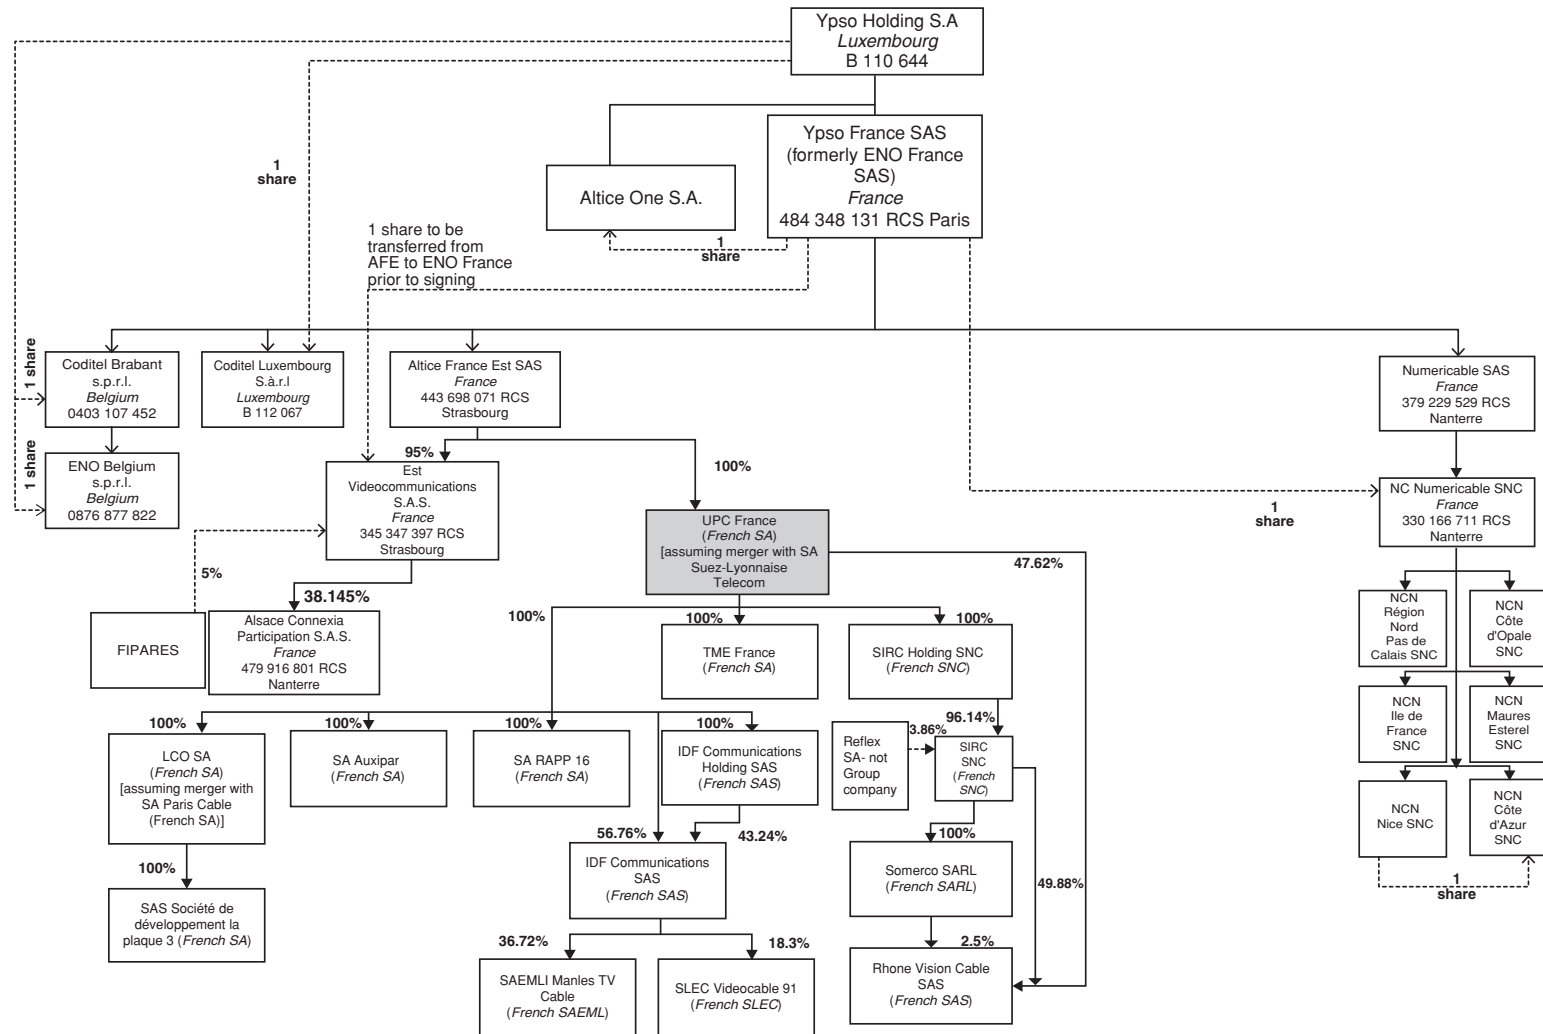 Ypso Holding S.A
Luxembourg
B 110 644
Ypso France SAS
(formerly ENO France
SAS)
France
484 348 131 RCS Paris
Altice One S.A.
1
share
1
share
1 share to be
transferred from
AFE to ENO France
prior to signing
1 share
Coditel Brabant
s.p.r.l.
Belgium
0403 107 452
Coditel Luxembourg
S.à.r.l
Luxembourg
B 112 067
Altice France Est SAS
France
443 698 071 RCS
Strasbourg
Numericable SAS
France
379 229 529 RCS
Nanterre
1 share
ENO Belgium
s.p.r.l.
Belgium
0876 877 822
95%
Est
Videocommunications
S.A.S.
France
345 347 397 RCS
Strasbourg
100%
1
share
NC Numericable SNC
France
330 166 711 RCS
Nanterre
UPC France
(French SA)
[assuming merger with SA
Suez-Lyonnaise
Telecom
47.62%
5%
38.145%
FIPARES
Alsace Connexia
Participation S.A.S.
France
479 916 801 RCS
Nanterre
100%
100%
TME France
(French SA)
100%
SIRC Holding SNC
(French SNC)
NCN
Région
Nord
Pas de
Calais SNC
NCN
Côte
d'Opale
SNC
100%
LCO SA
(French SA)
[assuming merger with
SA Paris Cable
(French SA)]
100%
SA Auxipar
(French SA)
100%
SA RAPP 16
(French SA)
100%
IDF Communications
Holding SAS
(French SAS)
Reflex
SA- not
Group
company
3.86%
96.14%
SIRC
SNC
(French
SNC)
NCN
Ile de
France
SNC
NCN
Maures
Esterel
SNC
NCN
Nice SNC
NCN
Côte
d'Azur
SNC
1
share
100%
SAS Société de
développement la
plaque 3 (French SA)
56.76%
43.24%
IDF Communications
SAS
(French SAS)
100%
Somerco SARL
(French SARL)
49.88%
36.72%
SAEMLI Manles TV
Cable
(French SAEML)
18.3%
SLEC Videocable 91
(French SLEC)
2.5%
Rhone Vision Cable
SAS
(French SAS)